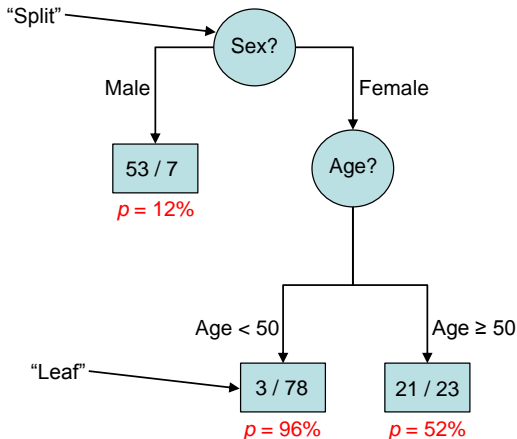 “Split”
Sex?
Male
Female
53 / 7
Age?
p = 12%
Age < 50
Age ≥ 50
“Leaf”
3 / 78
21 / 23
p = 96%
p = 52%